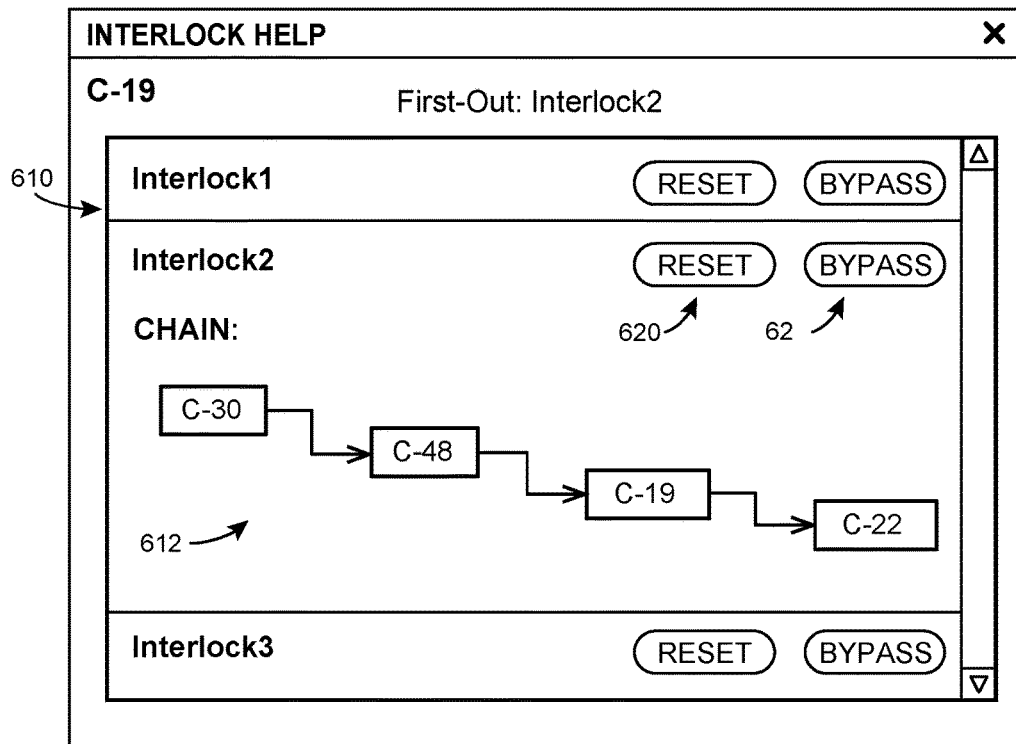 INTERLOCK HELP ×
C-19
First-Out: Interlock2
610
Interlock1 RESET BYPASS
Interlock2 RESET BYPASS
620 62
CHAIN:
C-30
C-48
C-19
C-22
612
Interlock3 RESET BYPASS